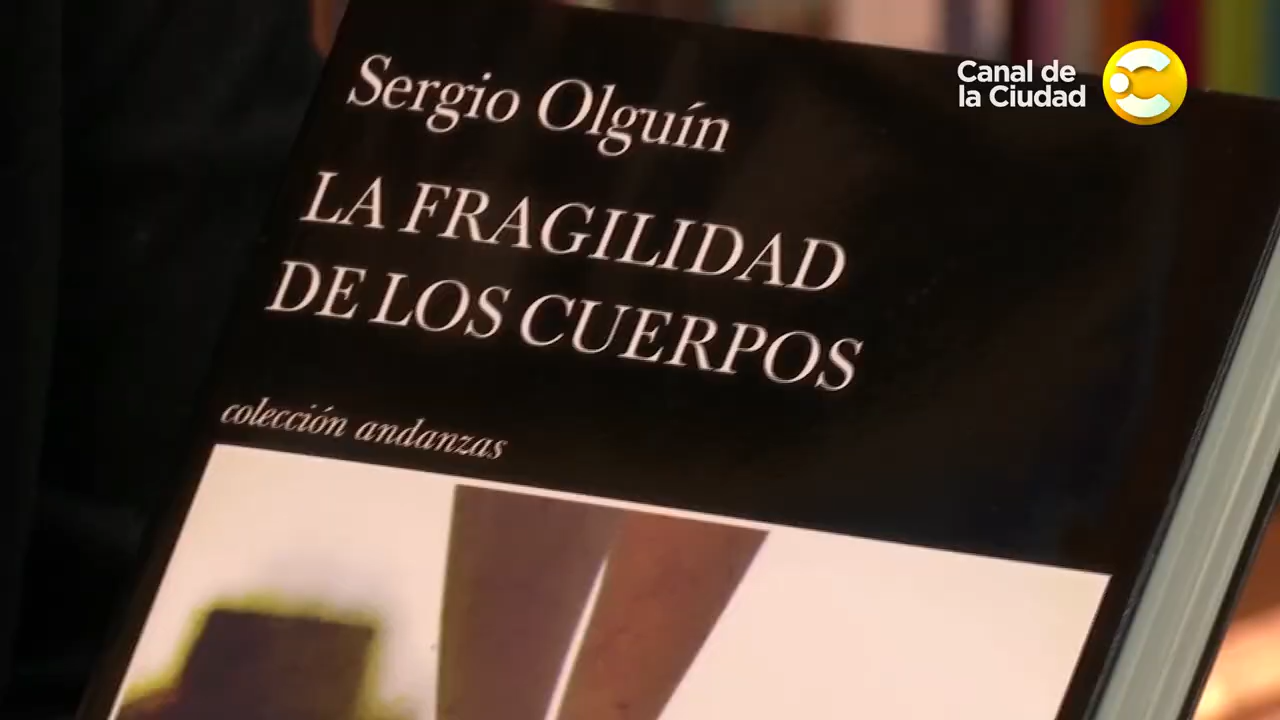 Sergio Olguín
LA FRAGILIDAD
DE LOS CUERPOS
colección andanzas
Canal de
la Ciudad